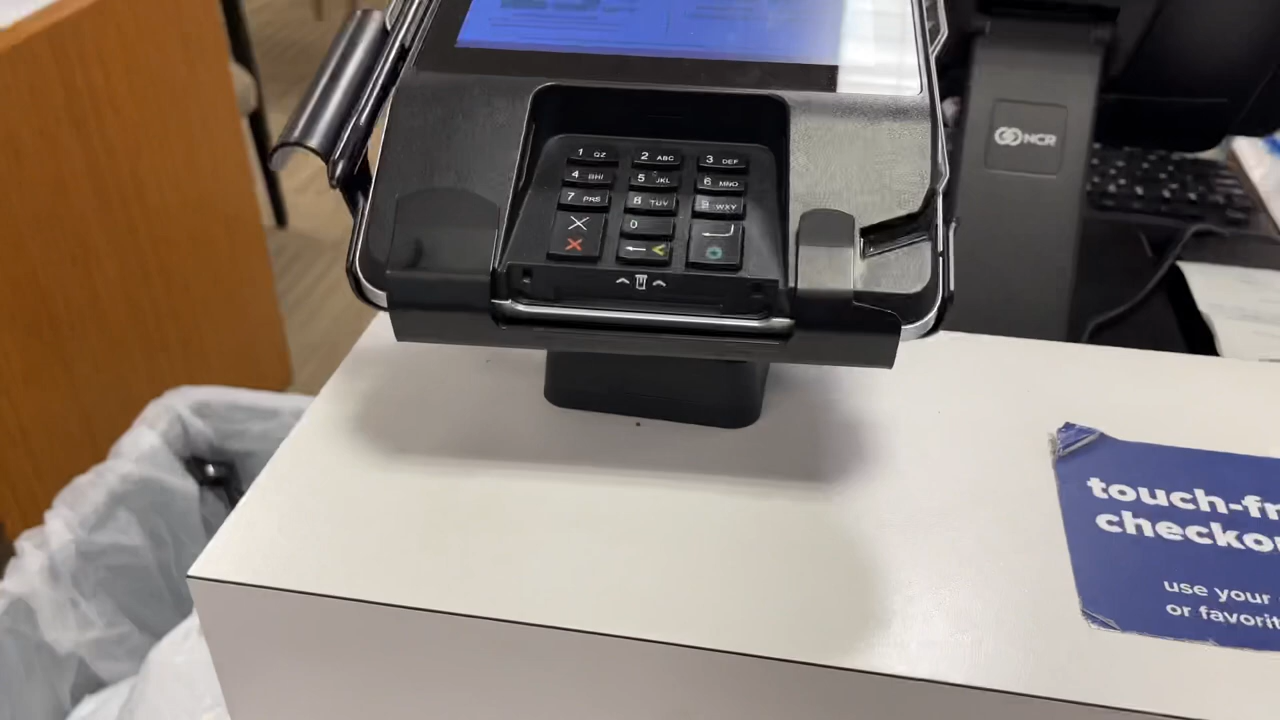 NCR
1 QZ 2 ABC 3 DEF
4 GHI 5 JKL 6 MNO
7 PRS 8 TUV 9 WXY
0
touch-fr
checko
use your
or favorit